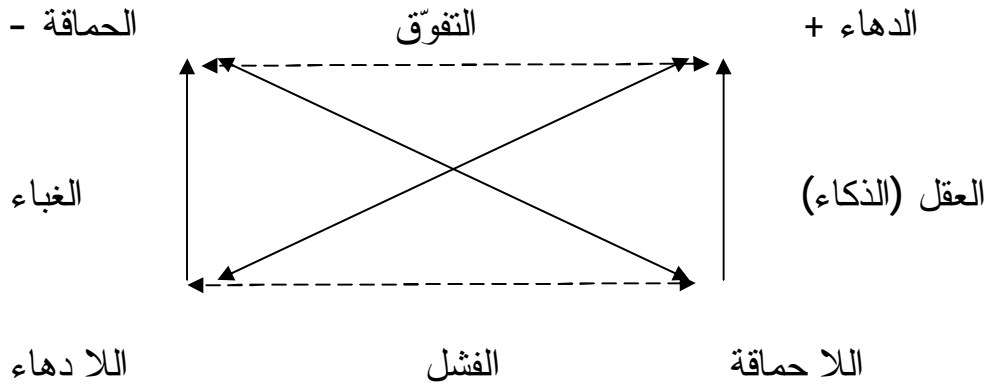 الدهاء + التفوّق الحماقة -
العقل (الذكاء) الغباء
اللا حماقة الفشل اللا دهاء